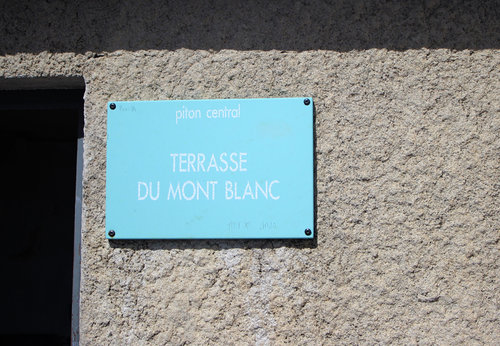 piton central
TERRASSE
DU MONT BLANC